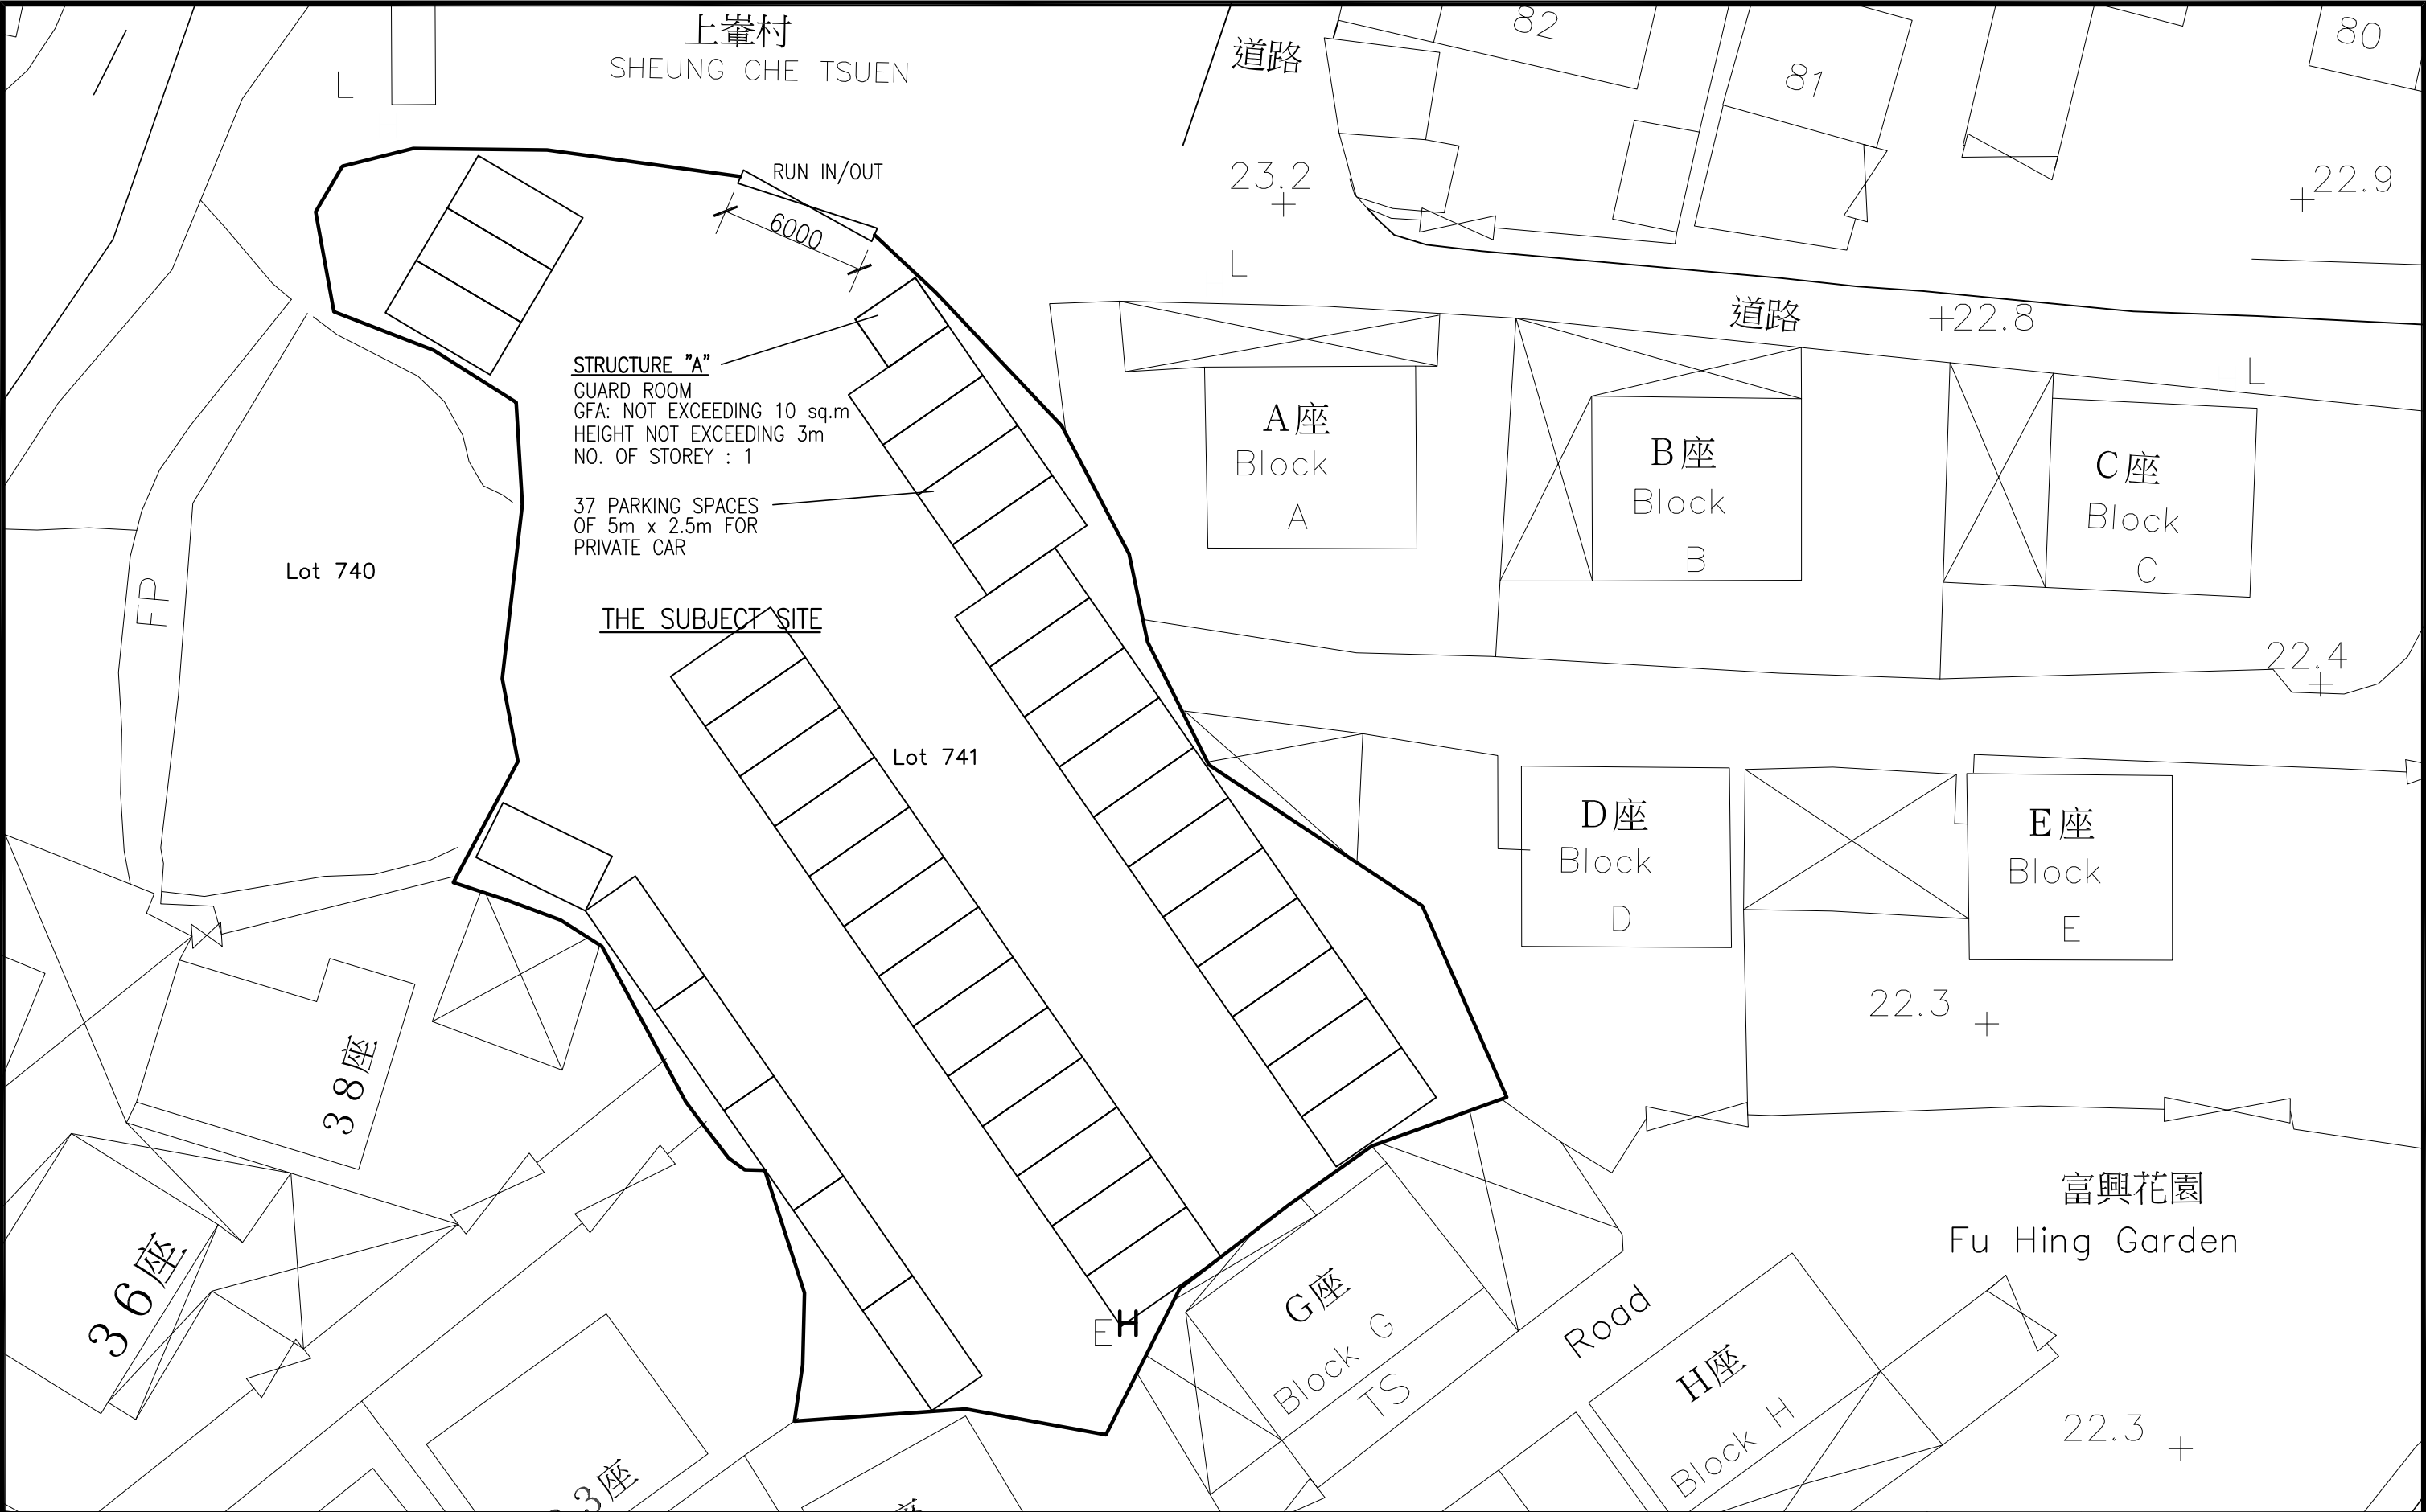 上輋村
SHEUNG CHE TSUEN
L
道路
82
81
80
RUN IN/OUT
6000
23.2
22.9
L
道路
22.8
L
STRUCTURE "A"
GUARD ROOM
GFA: NOT EXCEEDING 10 sq.m
HEIGHT NOT EXCEEDING 3m
NO. OF STOREY : 1
37 PARKING SPACES
OF 5m x 2.5m FOR
PRIVATE CAR
A座
Block
A
B座
Block
B
C座
Block
C
Lot 740
FP
THE SUBJECT SITE
22.4
Lot 741
D座
Block
D
E座
Block
E
22.3
38座
36座
富興花園
Fu Hing Garden
E
H
G座
Block G
TS
Road
H座
Block H
22.3
3座
座